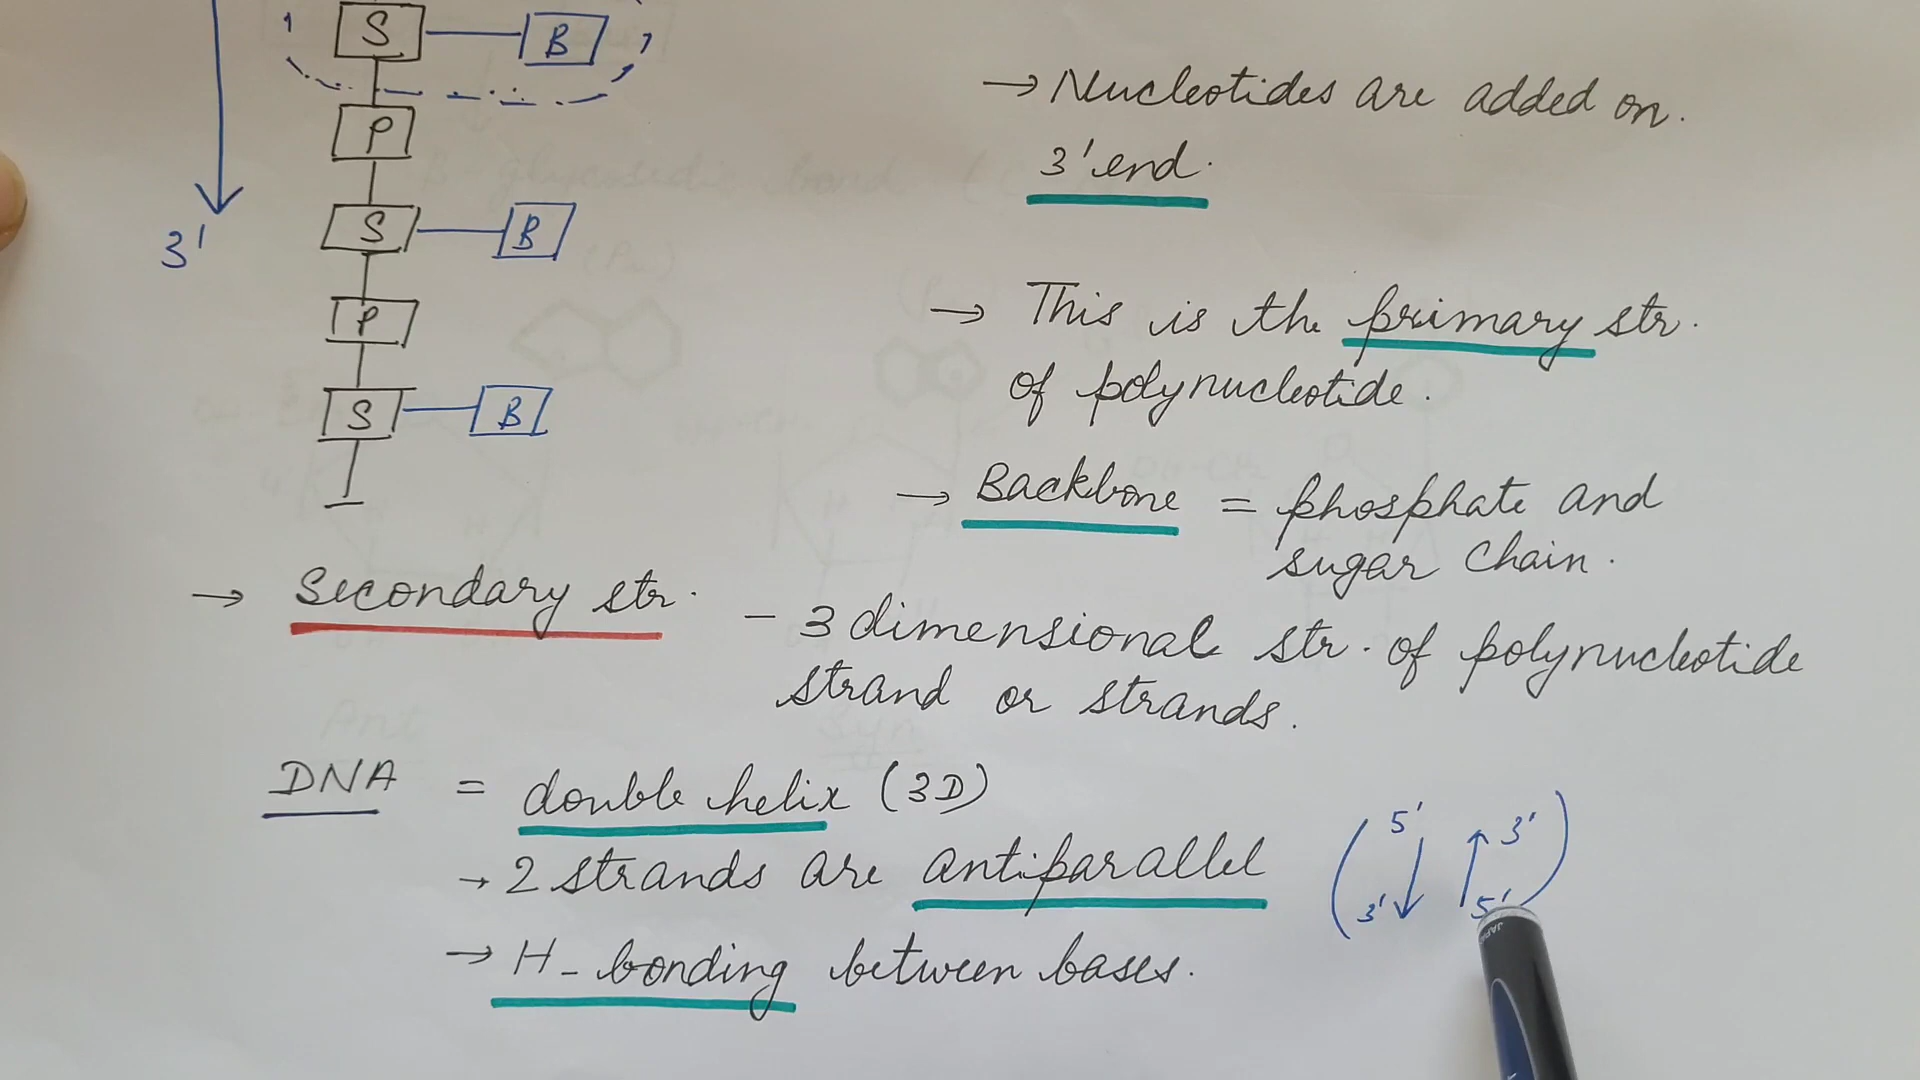 S B
P
3'
S B
P
S B
→ Nucleotides are added on.
3' end.
→ This is the primary str.
of polynucleotide.
→ Backbone = phosphate and
sugar chain.
→ Secondary str. - 3 dimensional str. of polynucleotide
strand or strands.
DNA = double helix (3D)
→ 2 strands are antiparallel
5' 3'
3' 5'
→ H-bonding between bases.